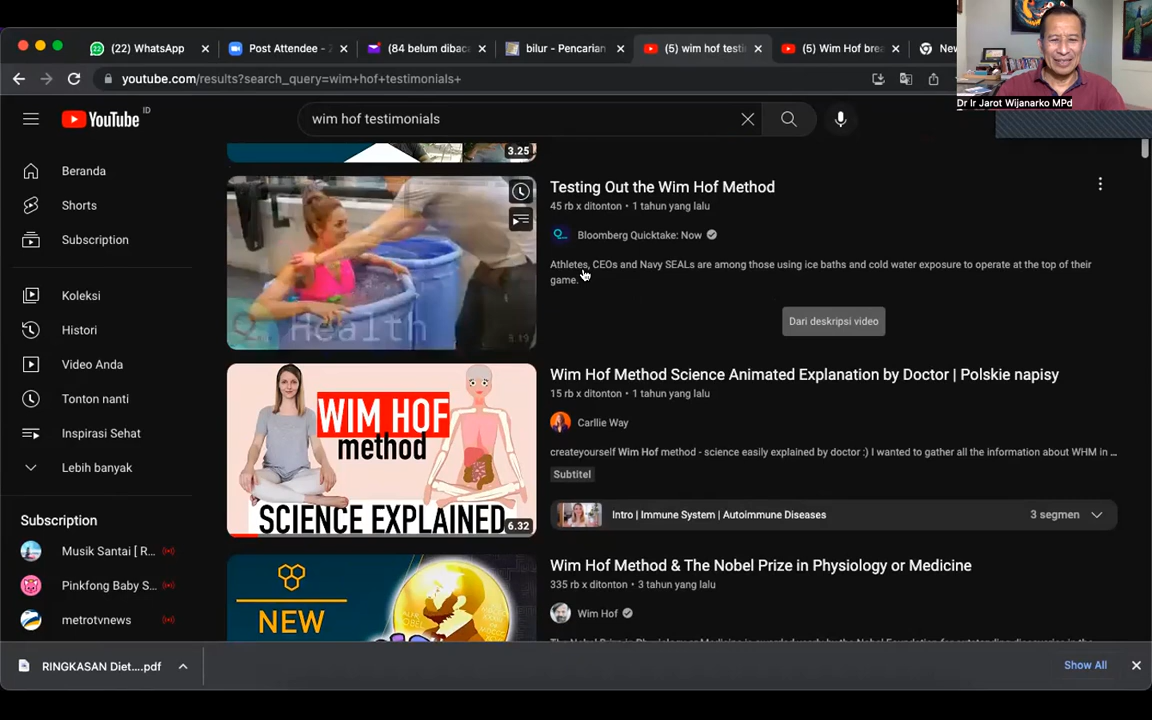 (22) WhatsApp
Post Attendee - 2
(84 belum dibac
bilur - Pencarian
(5) wim hof testi
(5) Wim Hof brea
New
youtube.com/results?search_query=wim+hof+testimonials+
Dr Ir Jarot Wijanarko MPd
YouTube ID
wim hof testimonials
Beranda
Shorts
Subscription
Koleksi
Histori
Video Anda
Tonton nanti
Inspirasi Sehat
Lebih banyak
Subscription
Musik Santai [ R...
Pinkfong Baby S...
metrotvnews
3.25
Q Health
8.19
Testing Out the Wim Hof Method
45 rb x ditonton • 1 tahun yang lalu
Bloomberg Quicktake: Now
Athletes, CEOs and Navy SEALs are among those using ice baths and cold water exposure to operate at the top of their
game.
Dari deskripsi video
WIM HOF
method
SCIENCE EXPLAINED
6.32
Wim Hof Method Science Animated Explanation by Doctor | Polskie napisy
15 rb x ditonton • 1 tahun yang lalu
Carllie Way
createyourself Wim Hof method - science easily explained by doctor :) I wanted to gather all the information about WHM in ...
Subtitel
Intro | Immune System | Autoimmune Diseases
3 segmen
NEW
Wim Hof Method & The Nobel Prize in Physiology or Medicine
335 rb x ditonton • 3 tahun yang lalu
Wim Hof
RINGKASAN Diet....pdf
Show All